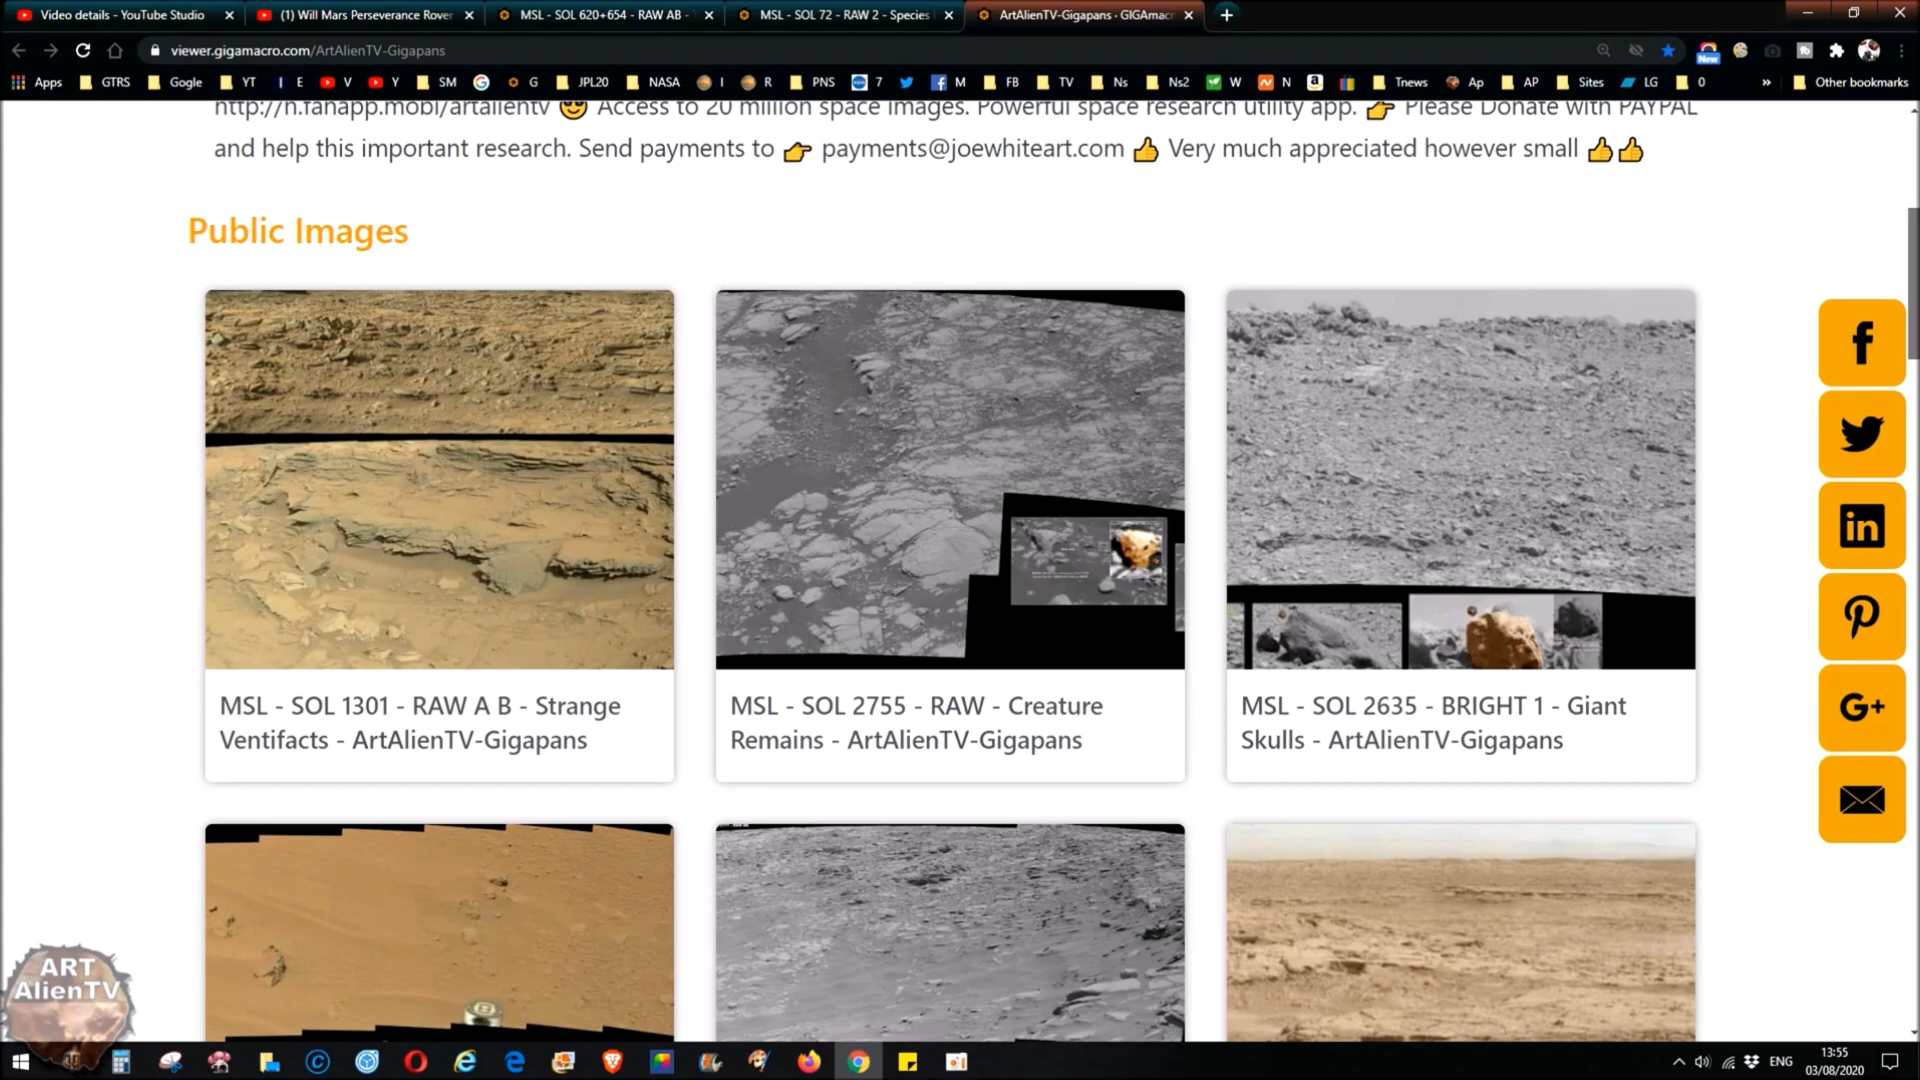 Video details - YouTube Studio
(1) Will Mars Perseverance Rover
MSL - SOL 620+654 - RAW AB -
MSL - SOL 72 - RAW 2 - Species
ArtAlienTV-Gigapans · GIGAmac
viewer.gigamacro.com/ArtAlienTV-Gigapans
New
Apps GTRS Google YT E V Y SM G JPL20 NASA I R PNS 7 M FB TV Ns Ns2 W N Tnews Ap AP Sites LG 0 » Other bookmarks
http://n.fanapp.mobi/artalientv 😎 Access to 20 million space images. Powerful space research utility app. 👉 Please Donate with PAYPAL
and help this important research. Send payments to 👉 payments@joewhiteart.com 👍 Very much appreciated however small 👍👍
Public Images
MSL - SOL 1301 - RAW A B - Strange
Ventifacts - ArtAlienTV-Gigapans
MSL - SOL 2755 - RAW - Creature
Remains - ArtAlienTV-Gigapans
MSL - SOL 2635 - BRIGHT 1 - Giant
Skulls - ArtAlienTV-Gigapans
f
in
G+
ART
AlienTV
ENG
13:55
03/08/2020